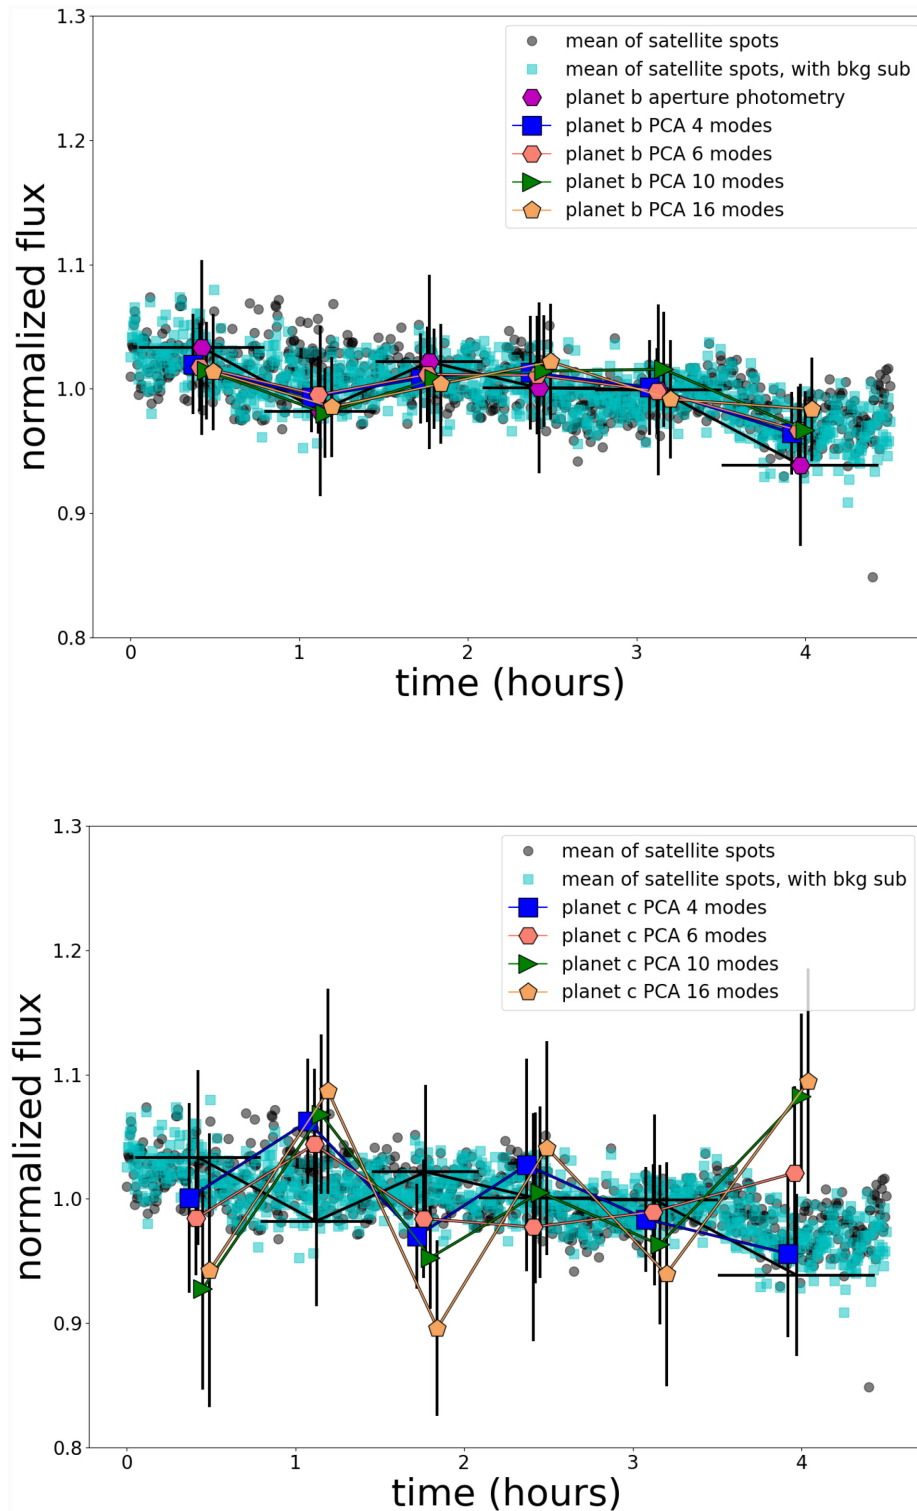 1.3
1.2
1.1
1.0
0.9
0.8
normalized flux
mean of satellite spots
mean of satellite spots, with bkg sub
planet b aperture photometry
planet b PCA 4 modes
planet b PCA 6 modes
planet b PCA 10 modes
planet b PCA 16 modes
0 1 2 3 4
time (hours)
1.3
1.2
1.1
1.0
0.9
0.8
normalized flux
mean of satellite spots
mean of satellite spots, with bkg sub
planet c PCA 4 modes
planet c PCA 6 modes
planet c PCA 10 modes
planet c PCA 16 modes
0 1 2 3 4
time (hours)